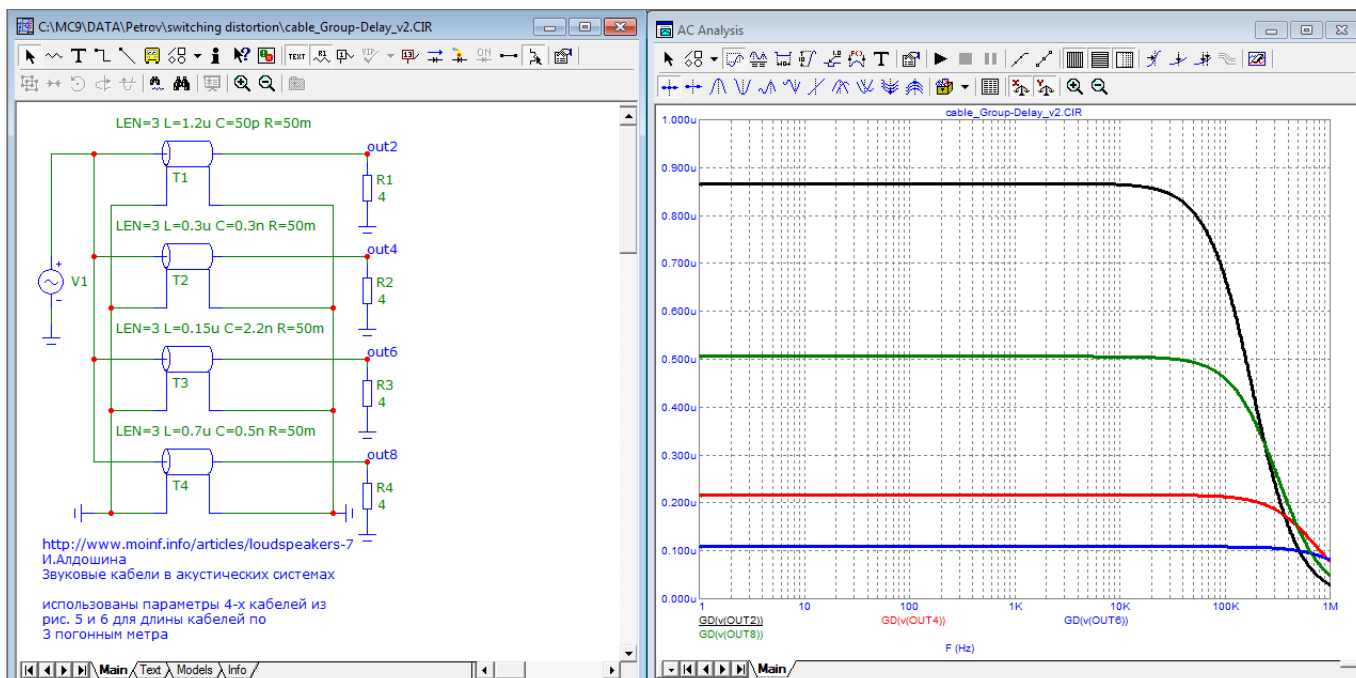 C:\MC9\DATA\Petrov\switching distortion\cable_Group-Delay_v2.CIR
LEN=3 L=1.2u C=50p R=50m
out2
T1
R1
4
LEN=3 L=0.3u C=0.3n R=50m
out4
V1
T2
R2
4
LEN=3 L=0.15u C=2.2n R=50m
out6
T3
R3
4
LEN=3 L=0.7u C=0.5n R=50m
out8
T4
R4
4
http://www.moinf.info/articles/loudspeakers-7
И.Алдошина
Звуковые кабели в акустических системах
использованы параметры 4-х кабелей из
рис. 5 и 6 для длины кабелей по
3 погонным метра
Main Text Models Info
AC Analysis
cable_Group-Delay_v2.CIR
1.000u
0.900u
0.800u
0.700u
0.600u
0.500u
0.400u
0.300u
0.200u
0.100u
0.000u
1 10 100 1K 10K 100K 1M
GD(v(OUT2)) GD(v(OUT4)) GD(v(OUT6))
GD(v(OUT8))
F (Hz)
Main